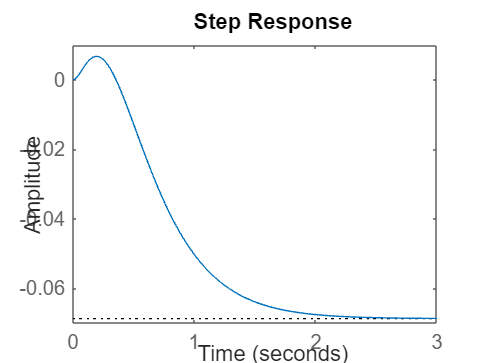 Step Response
0
-0.02
-0.04
-0.06
Amplitude
0 1 2 3
Time (seconds)